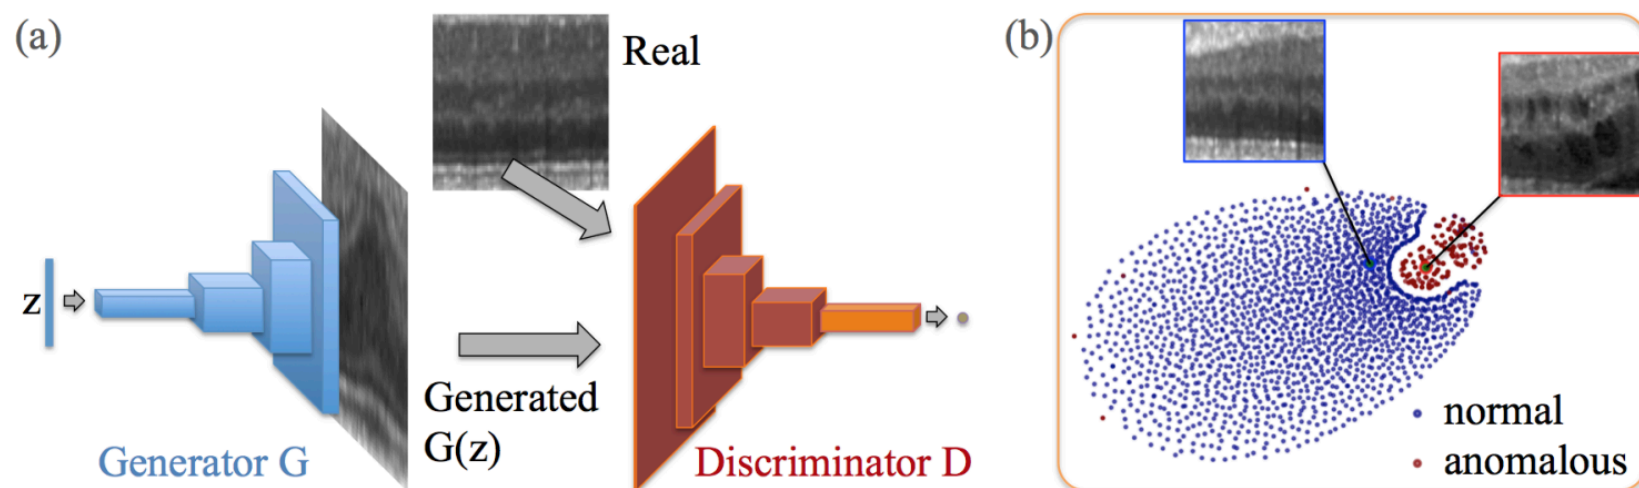 (a)
Real
z
Generated
G(z)
Generator G
Discriminator D
(b)
normal
anomalous